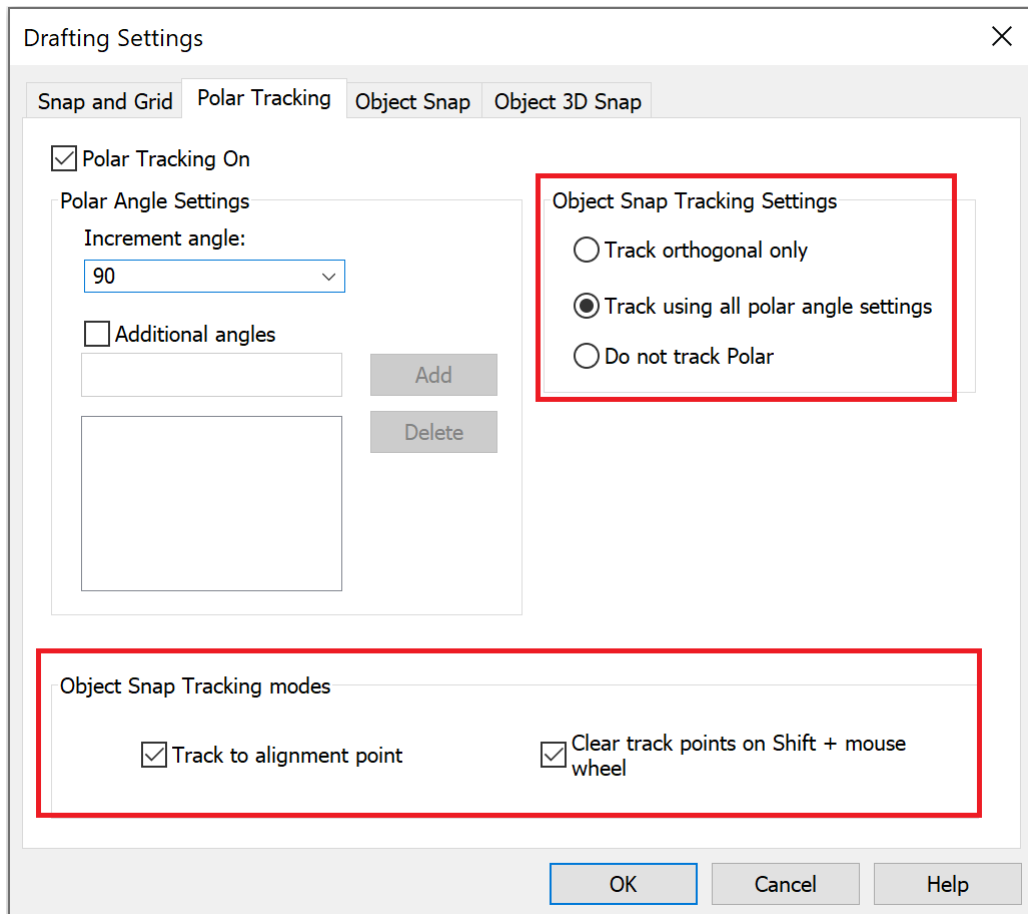 Drafting Settings
Snap and Grid
Polar Tracking
Object Snap
Object 3D Snap
Polar Tracking On
Polar Angle Settings
Increment angle:
90
Additional angles
Add
Delete
Object Snap Tracking Settings
Track orthogonal only
Track using all polar angle settings
Do not track Polar
Object Snap Tracking modes
Track to alignment point
Clear track points on Shift + mouse
wheel
OK
Cancel
Help